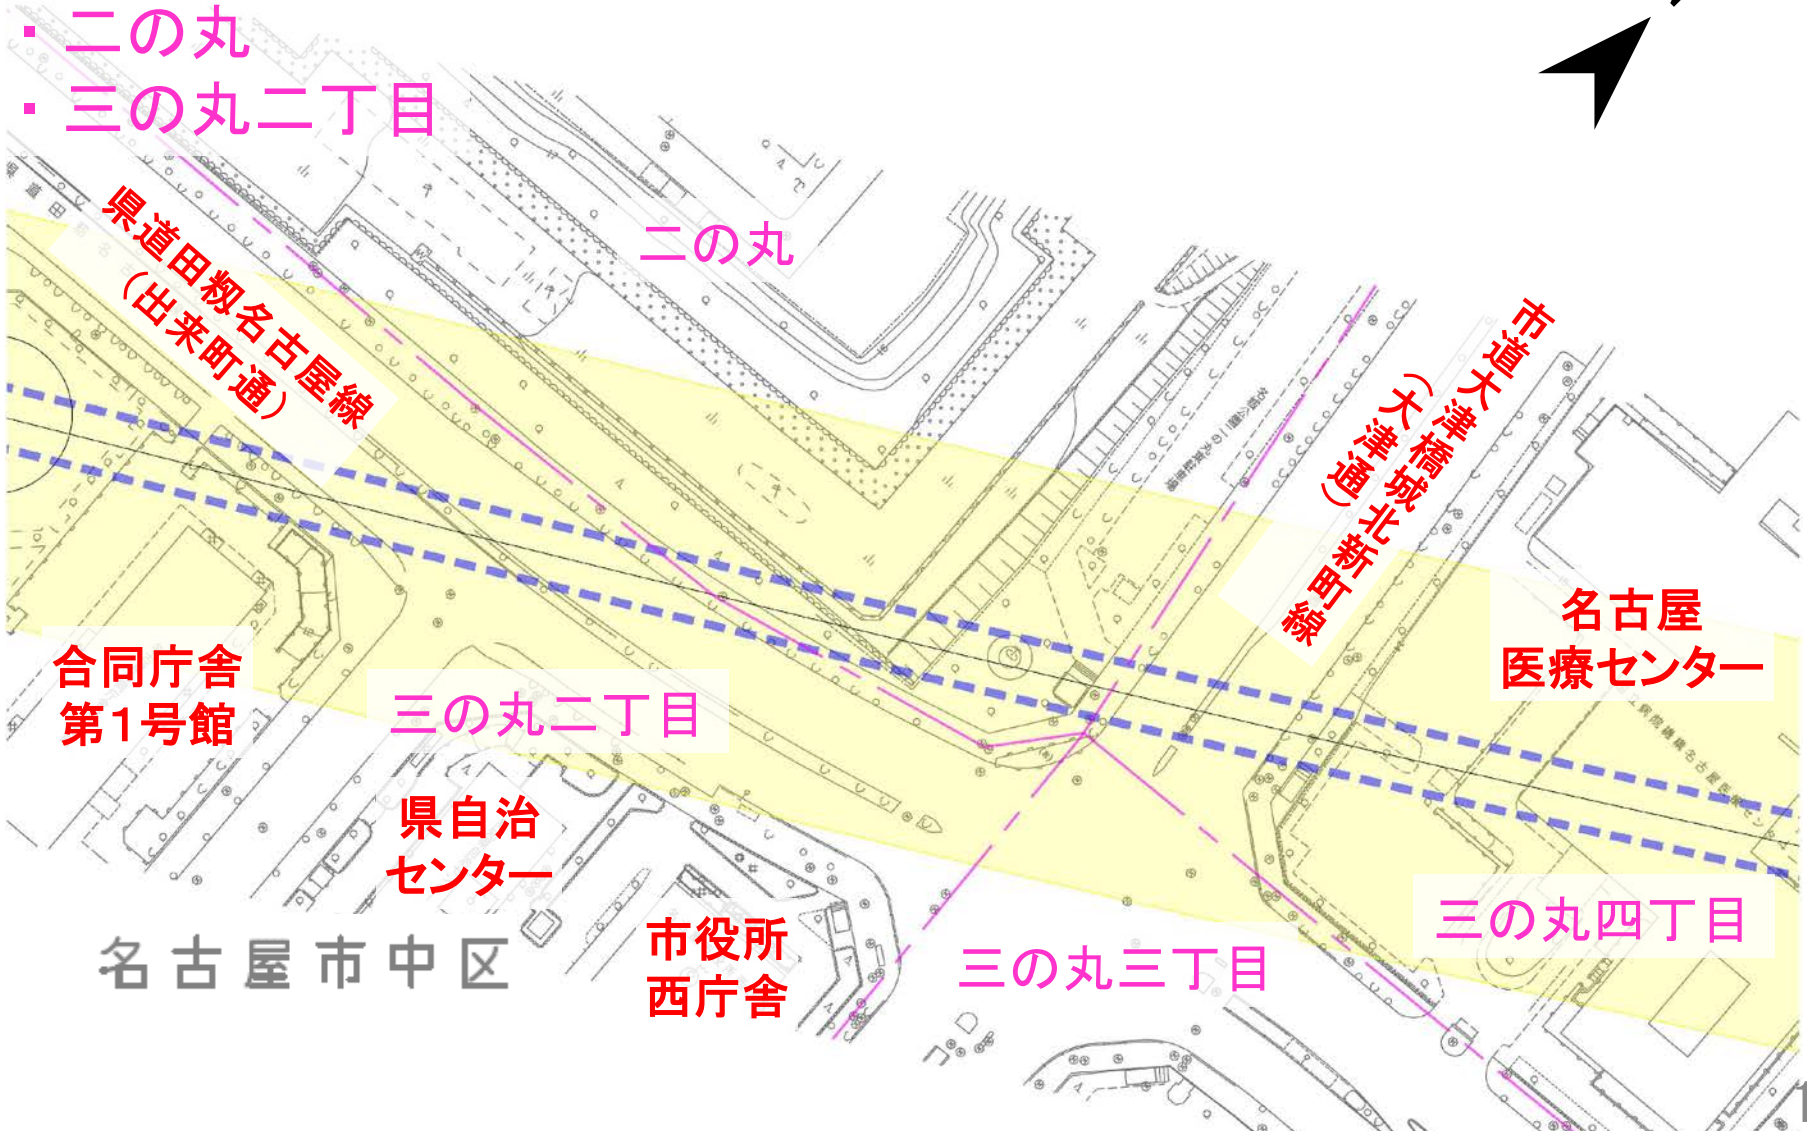 ・二の丸
・三の丸二丁目
二の丸
県道田籾名古屋線
（出来町通）
市道大津橋城北新町線
（大津通）
名古屋
医療センター
合同庁舎
第1号館
三の丸二丁目
県自治
センター
市役所
西庁舎
三の丸三丁目
三の丸四丁目
名古屋市中区